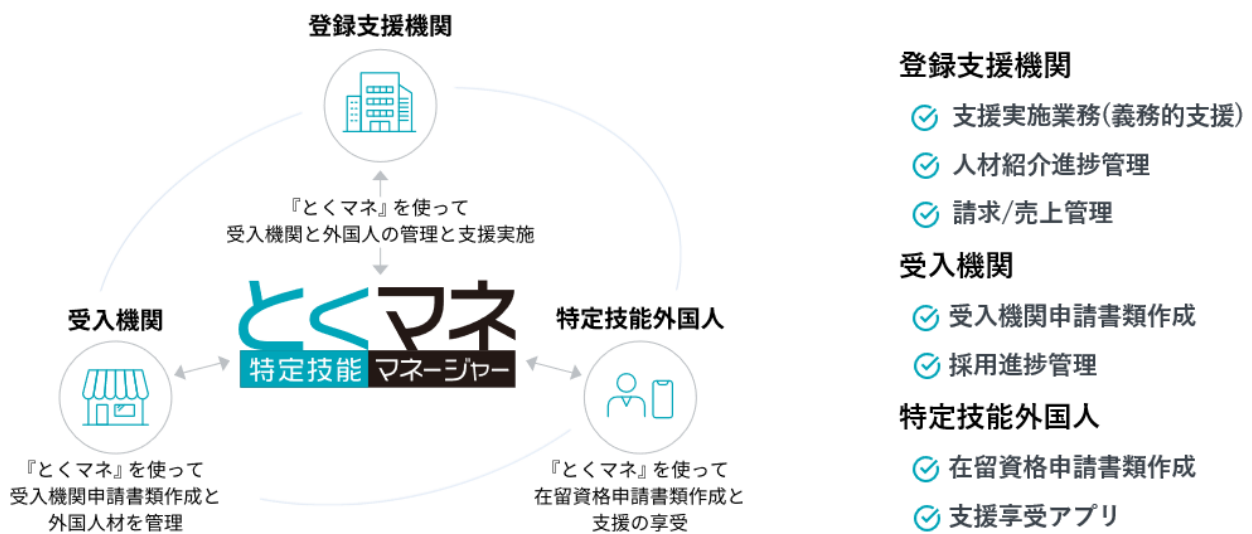 登録支援機関
『とくマネ』を使って
受入機関と外国人の管理と支援実施
受入機関
とくマネ
特定技能 マネージャー
特定技能外国人
『とくマネ』を使って
受入機関申請書類作成と
外国人材を管理
『とくマネ』を使って
在留資格申請書類作成と
支援の享受
登録支援機関
支援実施業務(義務的支援)
人材紹介進捗管理
請求/売上管理
受入機関
受入機関申請書類作成
採用進捗管理
特定技能外国人
在留資格申請書類作成
支援享受アプリ